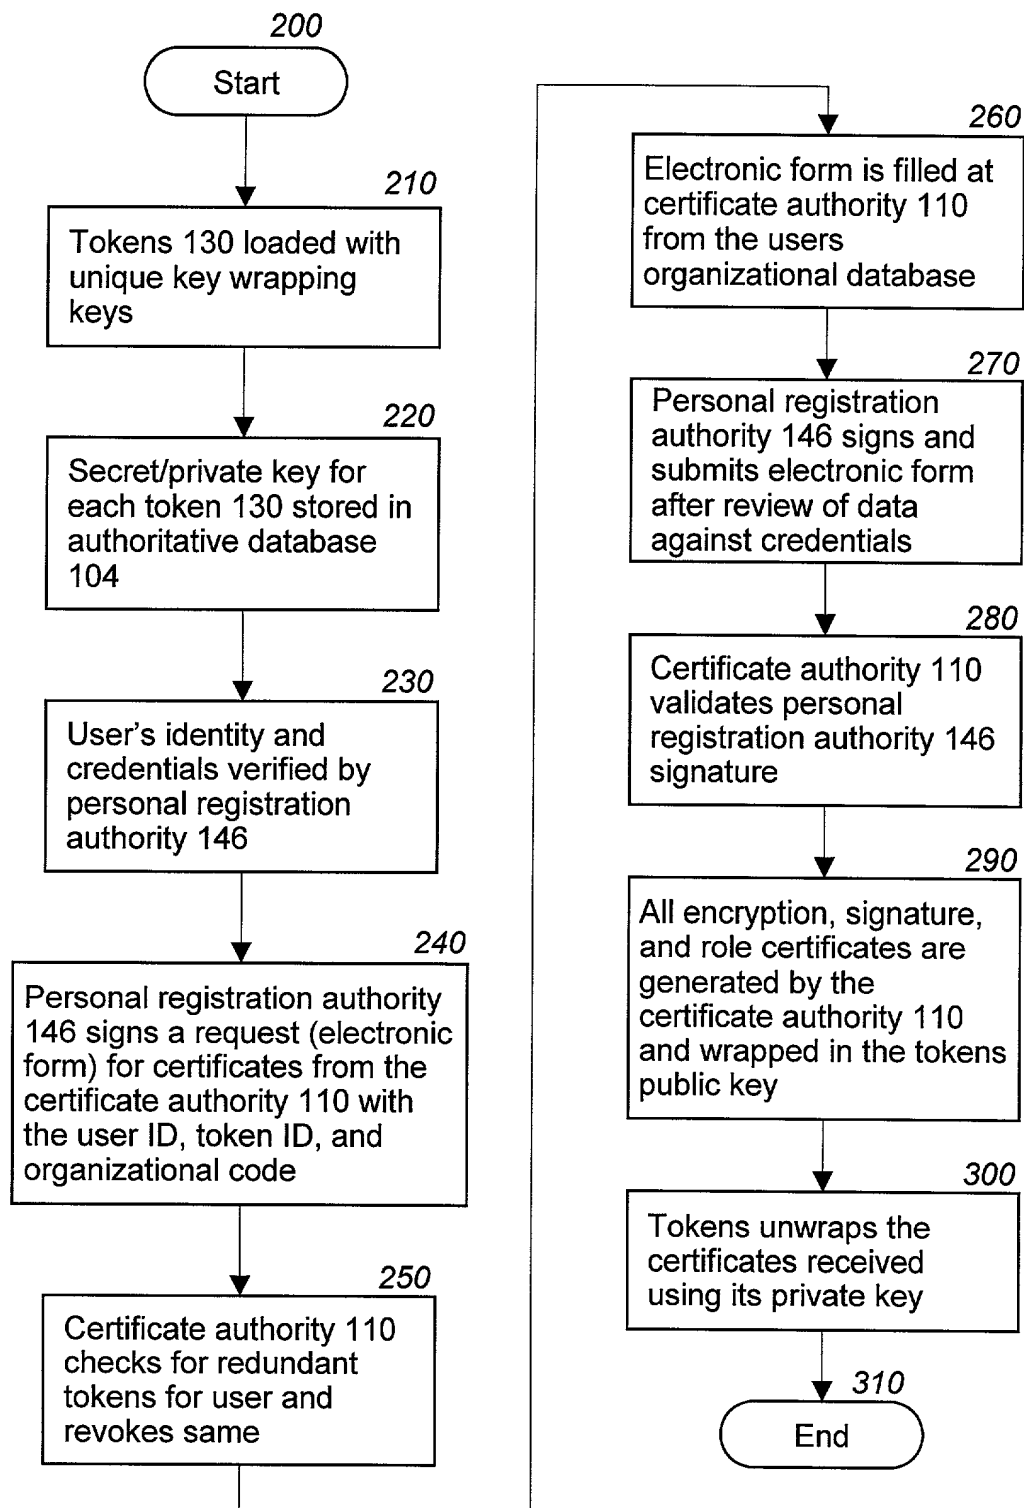 200
Start
210
Tokens 130 loaded with
unique key wrapping
keys
220
Secret/private key for
each token 130 stored in
authoritative database
104
230
User's identity and
credentials verified by
personal registration
authority 146
240
Personal registration authority
146 signs a request (electronic
form) for certificates from the
certificate authority 110 with
the user ID, token ID, and
organizational code
250
Certificate authority 110
checks for redundant
tokens for user and
revokes same
260
Electronic form is filled at
certificate authority 110
from the users
organizational database
270
Personal registration
authority 146 signs and
submits electronic form
after review of data
against credentials
280
Certificate authority 110
validates personal
registration authority 146
signature
290
All encryption, signature,
and role certificates are
generated by the
certificate authority 110
and wrapped in the tokens
public key
300
Tokens unwraps the
certificates received
using its private key
310
End